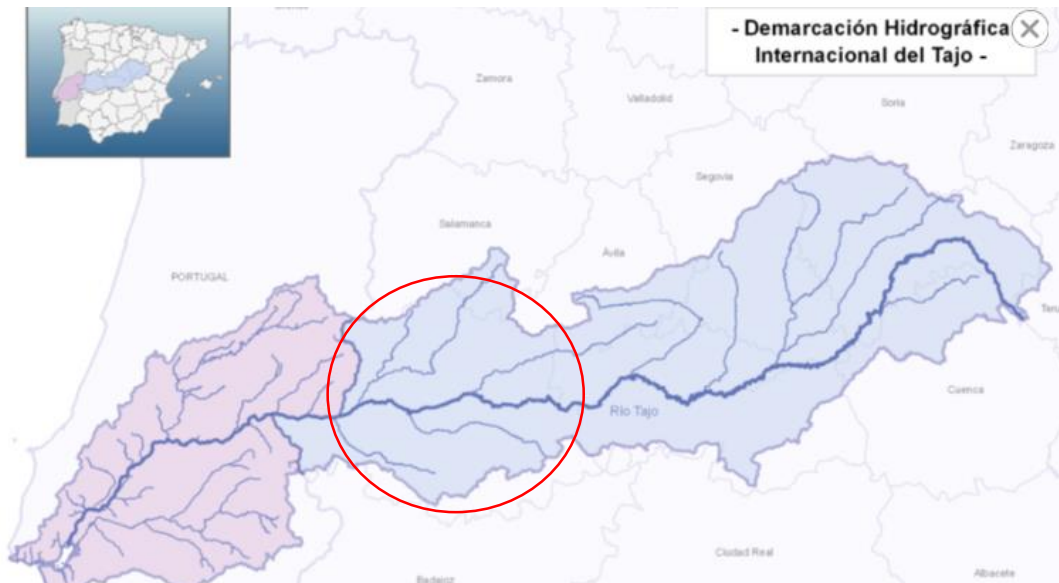 - Demarcación Hidrográfica
Internacional del Tajo -
Zamora
Valladolid
Soria
Zaragoza
Segovia
Salamanca
Ávila
PORTUGAL
Teru
Cuenca
Río Tajo
Ciudad Real
Badajoz
Albacete